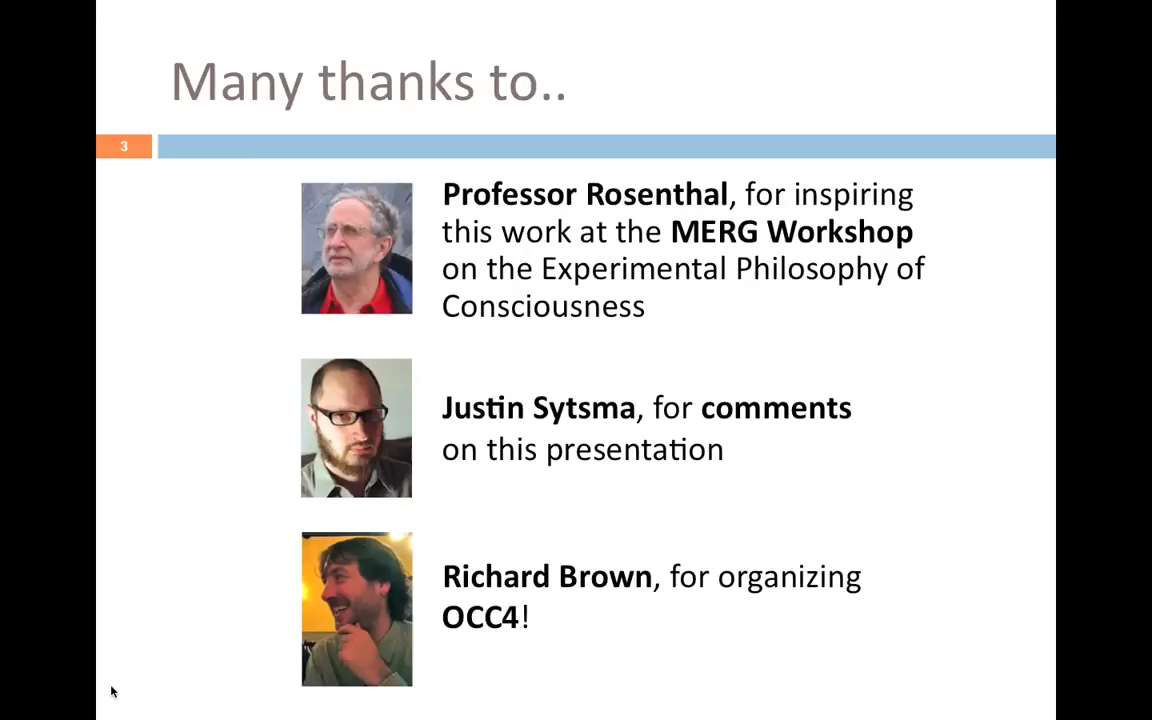 Many thanks to..
3
Professor Rosenthal, for inspiring
this work at the MERG Workshop
on the Experimental Philosophy of
Consciousness
Justin Sytsma, for comments
on this presentation
Richard Brown, for organizing
OCC4!